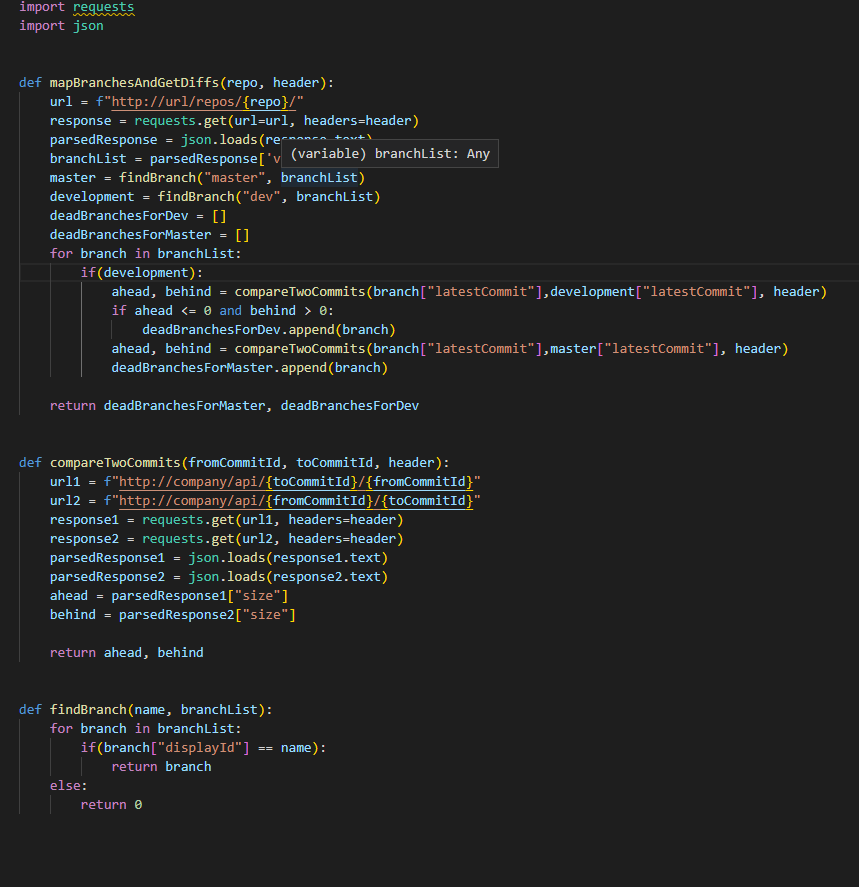 import requests
import json
def mapBranchesAndGetDiffs(repo, header):
    url = f"http://url/repos/{repo}/"
    response = requests.get(url=url, headers=header)
    parsedResponse = json.loads(response.text)
    branchList = parsedResponse['v
(variable) branchList: Any
    master = findBranch("master", branchList)
    development = findBranch("dev", branchList)
    deadBranchesForDev = []
    deadBranchesForMaster = []
    for branch in branchList:
        if(development):
            ahead, behind = compareTwoCommits(branch["latestCommit"],development["latestCommit"], header)
            if ahead <= 0 and behind > 0:
                deadBranchesForDev.append(branch)
            ahead, behind = compareTwoCommits(branch["latestCommit"],master["latestCommit"], header)
            deadBranchesForMaster.append(branch)
    return deadBranchesForMaster, deadBranchesForDev
def compareTwoCommits(fromCommitId, toCommitId, header):
    url1 = f"http://company/api/{toCommitId}/{fromCommitId}"
    url2 = f"http://company/api/{fromCommitId}/{toCommitId}"
    response1 = requests.get(url1, headers=header)
    response2 = requests.get(url2, headers=header)
    parsedResponse1 = json.loads(response1.text)
    parsedResponse2 = json.loads(response2.text)
    ahead = parsedResponse1["size"]
    behind = parsedResponse2["size"]
    return ahead, behind
def findBranch(name, branchList):
    for branch in branchList:
        if(branch["displayId"] == name):
            return branch
    else:
        return 0